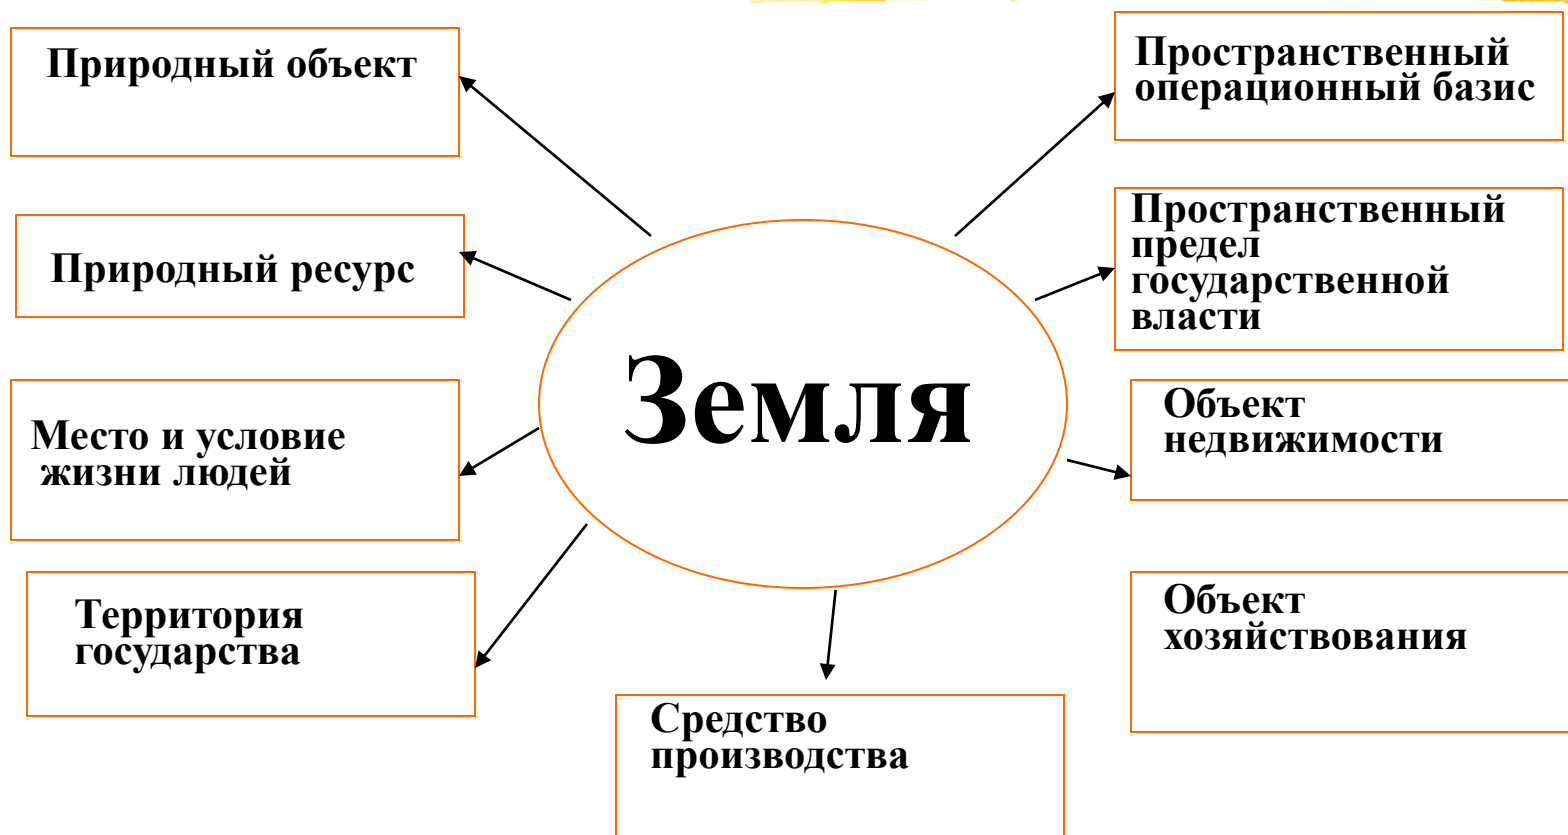 Природный объект
Пространственный
операционный базис
Природный ресурс
Пространственный
предел
государственной
власти
Земля
Место и условие
жизни людей
Объект
недвижимости
Территория
государства
Объект
хозяйствования
Средство
производства